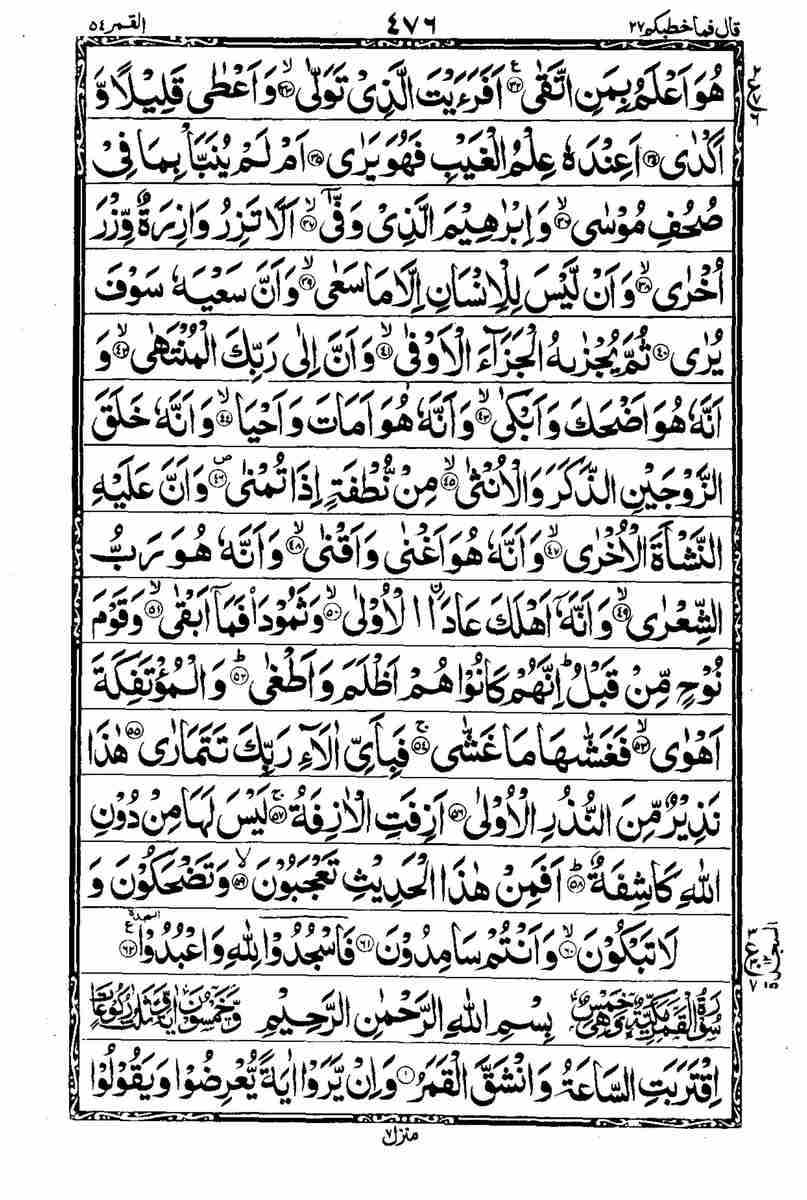 القمر ٥٤ ٤٧٦ قال فما خطبكم ٢٧
هُوَ اَعْلَمُ بِمَنِ اتَّقٰى ﴿٣٢﴾ اَفَرَءَيْتَ الَّذِىْ تَوَلّٰى ﴿٣٣﴾ وَ اَعْطٰى قَلِيْلًا وَّ
اَكْدٰى ﴿٣٤﴾ اَعِنْدَهٗ عِلْمُ الْغَيْبِ فَهُوَ يَرٰى ﴿٣٥﴾ اَمْ لَمْ يُنَبَّاْ بِمَا فِىْ
صُحُفِ مُوْسٰى ﴿٣٦﴾ وَ اِبْرٰهِيْمَ الَّذِىْ وَفّٰٓى ﴿٣٧﴾ اَلَّا تَزِرُ وَازِرَةٌ وِّزْرَ
اُخْرٰى ﴿٣٨﴾ وَ اَنْ لَّيْسَ لِلْاِنْسَانِ اِلَّا مَا سَعٰى ﴿٣٩﴾ وَ اَنَّ سَعْيَهٗ سَوْفَ
يُرٰى ﴿٤٠﴾ ثُمَّ يُجْزٰىهُ الْجَزَآءَ الْاَوْفٰى ﴿٤١﴾ وَ اَنَّ اِلٰى رَبِّكَ الْمُنْتَهٰى ﴿٤٢﴾ وَ
اَنَّهٗ هُوَ اَضْحَكَ وَ اَبْكٰى ﴿٤٣﴾ وَ اَنَّهٗ هُوَ اَمَاتَ وَ اَحْيَا ﴿٤٤﴾ وَ اَنَّهٗ خَلَقَ
الزَّوْجَيْنِ الذَّكَرَ وَ الْاُنْثٰى ﴿٤٥﴾ مِنْ نُّطْفَةٍ اِذَا تُمْنٰى ﴿٤٦﴾ وَ اَنَّ عَلَيْهِ
النَّشْاَةَ الْاُخْرٰى ﴿٤٧﴾ وَ اَنَّهٗ هُوَ اَغْنٰى وَ اَقْنٰى ﴿٤٨﴾ وَ اَنَّهٗ هُوَ رَبُّ
الشِّعْرٰى ﴿٤٩﴾ وَ اَنَّهٗٓ اَهْلَكَ عَادَاْ اۨلْاُوْلٰى ﴿٥٠﴾ وَ ثَمُوْدَاْ فَمَآ اَبْقٰى ﴿٥١﴾ وَ قَوْمَ
نُوْحٍ مِّنْ قَبْلُ ؕ اِنَّهُمْ كَانُوْا هُمْ اَظْلَمَ وَ اَطْغٰى ؕ ﴿٥٢﴾ وَ الْمُؤْتَفِكَةَ
اَهْوٰى ﴿٥٣﴾ فَغَشّٰىهَا مَا غَشّٰى ﴿٥٤﴾ فَبِاَىِّ اٰلَآءِ رَبِّكَ تَتَمَارٰى ﴿٥٥﴾ هٰذَا
نَذِيْرٌ مِّنَ النُّذُرِ الْاُوْلٰى ﴿٥٦﴾ اَزِفَتِ الْاٰزِفَةُ ﴿٥٧﴾ لَيْسَ لَهَا مِنْ دُوْنِ
اللّٰهِ كَاشِفَةٌ ؕ ﴿٥٨﴾ اَفَمِنْ هٰذَا الْحَدِيْثِ تَعْجَبُوْنَ ﴿٥٩﴾ وَ تَضْحَكُوْنَ وَ
لَا تَبْكُوْنَ ﴿٦٠﴾ وَ اَنْتُمْ سَامِدُوْنَ ﴿٦١﴾ فَاسْجُدُوْا لِلّٰهِ وَ اعْبُدُوْا ﴿٦٢﴾ السجدة
سُوْرَةُ الْقَمَرِ مَكِّيَّةٌ وَّهِىَ خَمْسٌ بِسْمِ اللّٰهِ الرَّحْمٰنِ الرَّحِيْمِ وَّخَمْسُوْنَ اٰيَةً وَّثَلٰثُ رُكُوْعَاتٍ
اِقْتَرَبَتِ السَّاعَةُ وَ انْشَقَّ الْقَمَرُ ﴿١﴾ وَ اِنْ يَّرَوْا اٰيَةً يُّعْرِضُوْا وَ يَقُوْلُوْا
منزل ٧